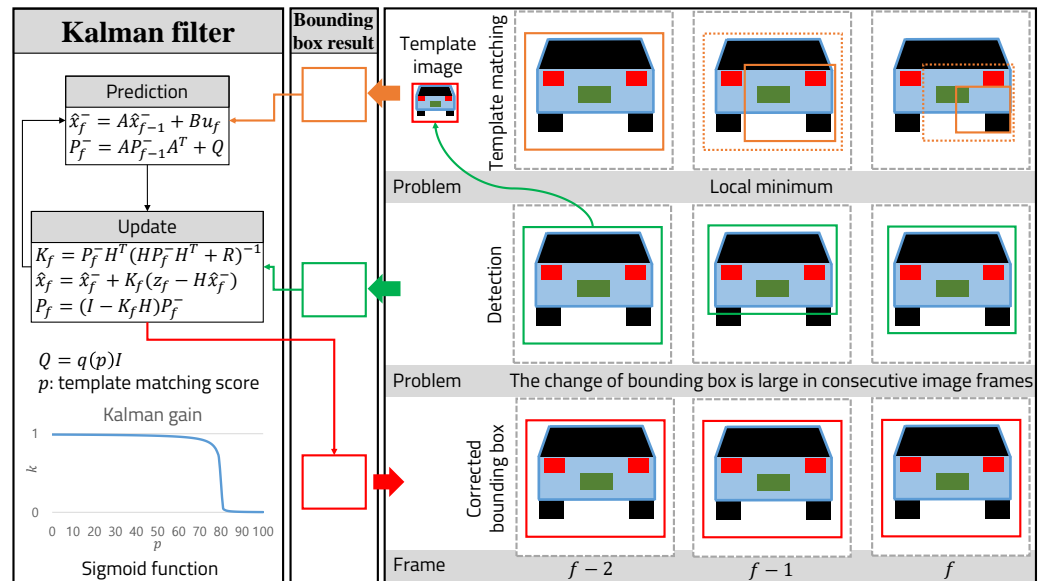 Kalman filter
Prediction
x̂_f^- = Ax̂_{f-1}^- + Bu_f
P_f^- = AP_{f-1}^- A^T + Q
Update
K_f = P_f^- H^T (HP_f^- H^T + R)^{-1}
x̂_f = x̂_f^- + K_f(z_f - Hx̂_f^-)
P_f = (I - K_f H)P_f^-
Q = q(p)I
p: template matching score
Kalman gain
1
k
0
0 10 20 30 40 50 60 70 80 90 100
p
Sigmoid function
Bounding
box result
Template
image
Template matching
Problem
Local minimum
Detection
Problem
The change of bounding box is large in consecutive image frames
Corrected
bounding box
Frame
f - 2
f - 1
f